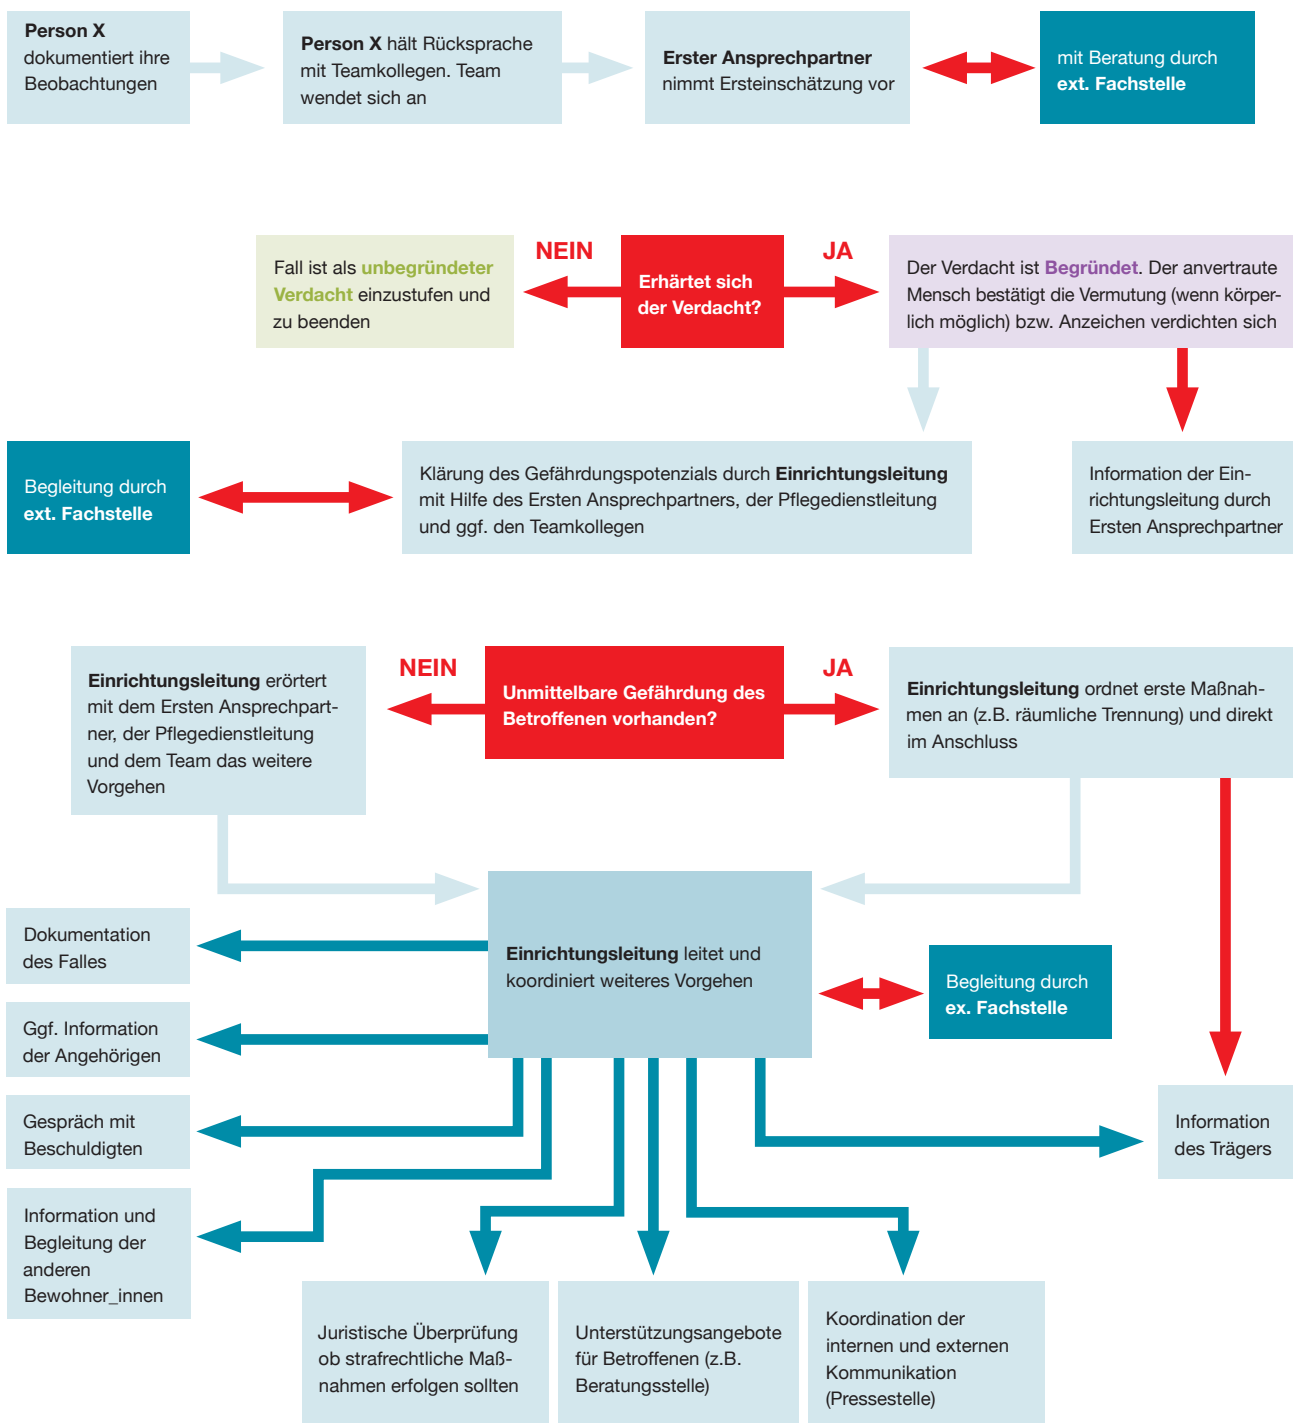 Person X
dokumentiert ihre
Beobachtungen
Person X hält Rücksprache
mit Teamkollegen. Team
wendet sich an
Erster Ansprechpartner
nimmt Ersteinschätzung vor
mit Beratung durch
ext. Fachstelle
Fall ist als unbegründeter
Verdacht einzustufen und
zu beenden
NEIN
Erhärtet sich
der Verdacht?
JA
Der Verdacht ist Begründet. Der anvertraute
Mensch bestätigt die Vermutung (wenn körper-
lich möglich) bzw. Anzeichen verdichten sich
Begleitung durch
ext. Fachstelle
Klärung des Gefährdungspotenzials durch Einrichtungsleitung
mit Hilfe des Ersten Ansprechpartners, der Pflegedienstleitung
und ggf. den Teamkollegen
Information der Ein-
richtungsleitung durch
Ersten Ansprechpartner
Einrichtungsleitung erörtert
mit dem Ersten Ansprechpart-
ner, der Pflegedienstleitung
und dem Team das weitere
Vorgehen
NEIN
Unmittelbare Gefährdung des
Betroffenen vorhanden?
JA
Einrichtungsleitung ordnet erste Maßnah-
men an (z.B. räumliche Trennung) und direkt
im Anschluss
Einrichtungsleitung leitet und
koordiniert weiteres Vorgehen
Begleitung durch
ex. Fachstelle
Dokumentation
des Falles
Ggf. Information
der Angehörigen
Gespräch mit
Beschuldigten
Information und
Begleitung der
anderen
Bewohner_innen
Juristische Überprüfung
ob strafrechtliche Maß-
nahmen erfolgen sollten
Unterstützungsangebote
für Betroffenen (z.B.
Beratungsstelle)
Koordination der
internen und externen
Kommunikation
(Pressestelle)
Information
des Trägers